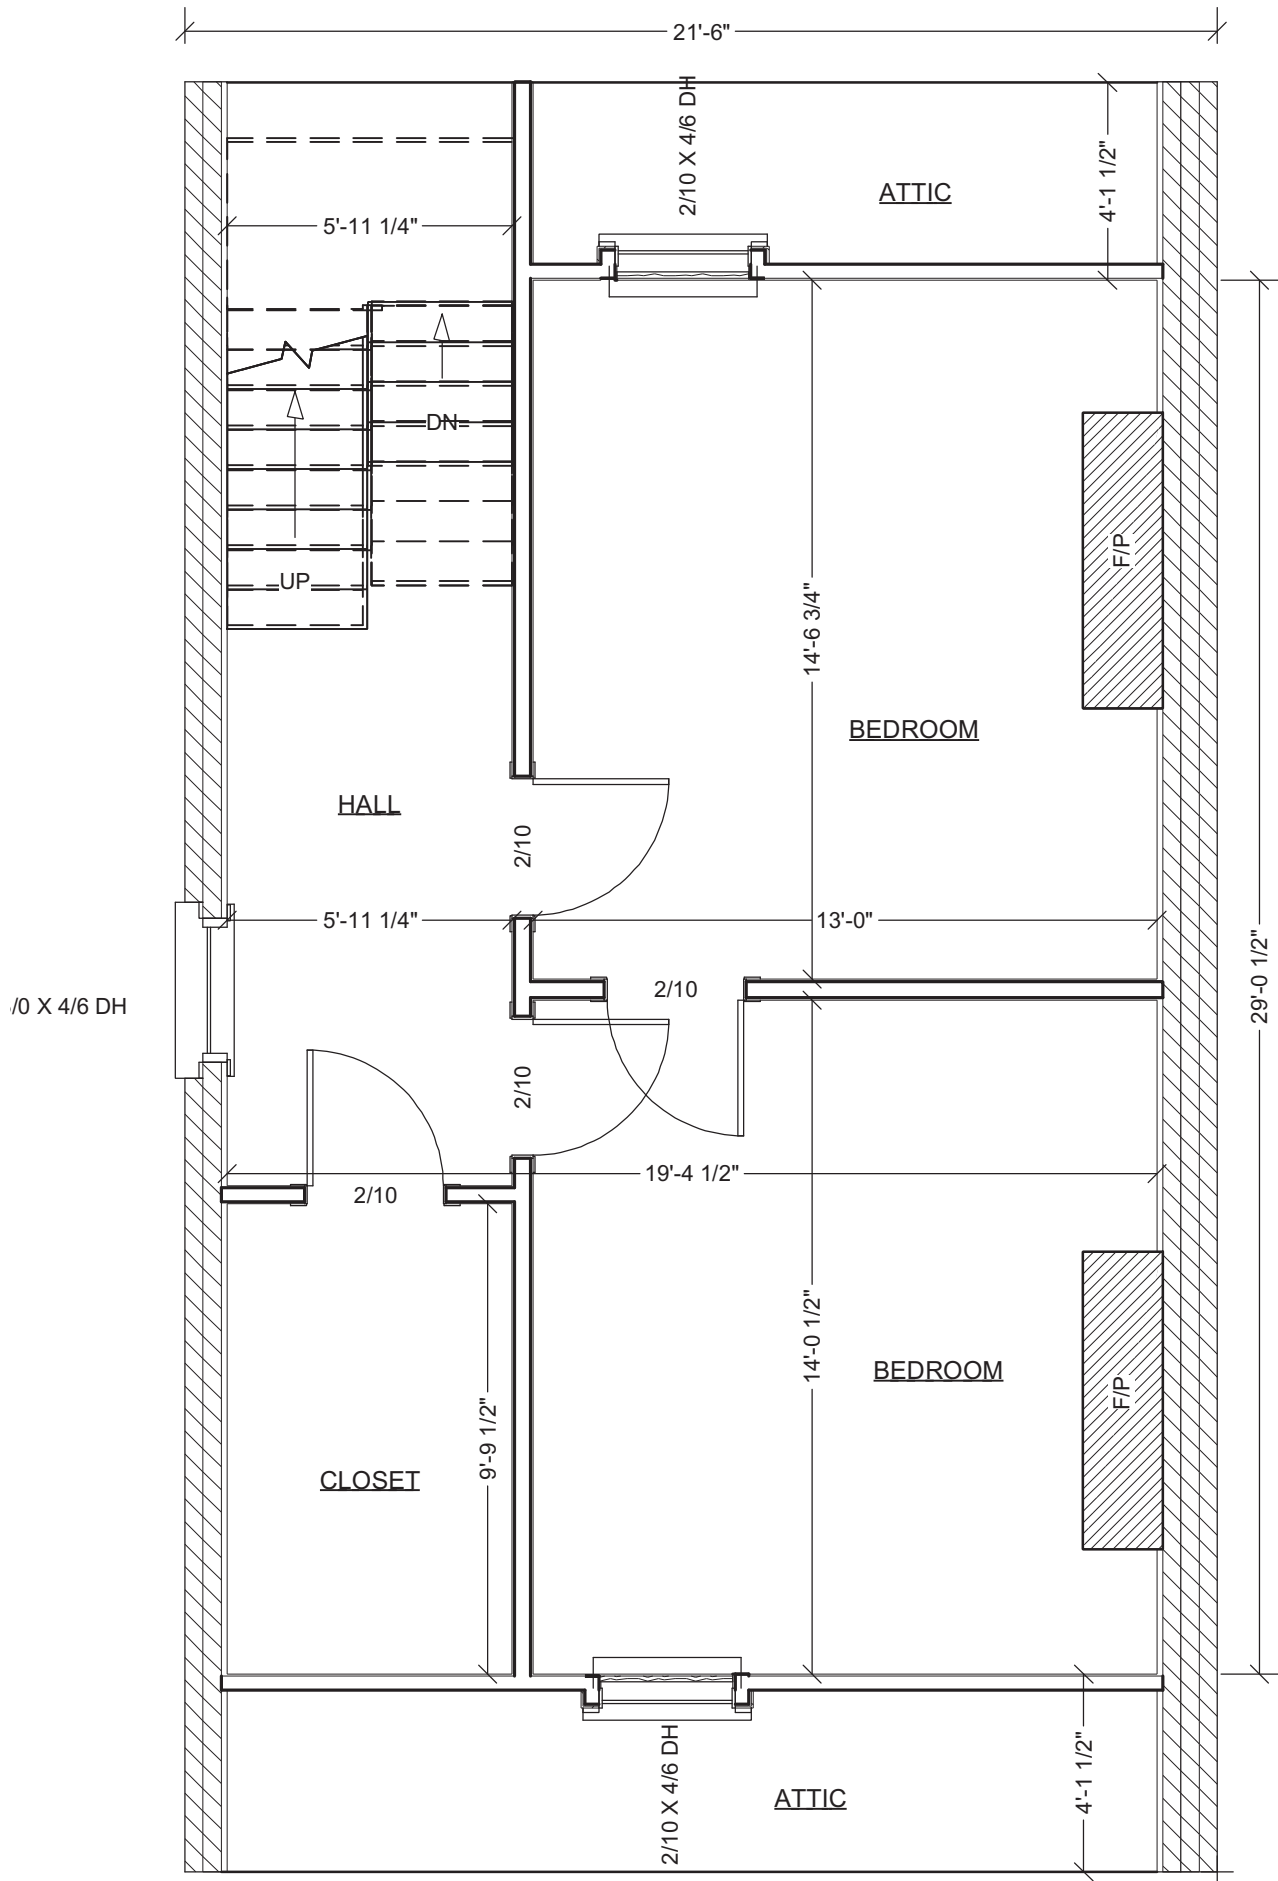 21'-6"
2/10 X 4/6 DH
ATTIC
4'-1 1/2"
5'-11 1/4"
DN
UP
F/P
14'-6 3/4"
BEDROOM
HALL
2/10
5'-11 1/4"
13'-0"
2/10
29'-0 1/2"
/0 X 4/6 DH
2/10
19'-4 1/2"
2/10
14'-0 1/2"
BEDROOM
F/P
9'-9 1/2"
CLOSET
2/10 X 4/6 DH
ATTIC
4'-1 1/2"